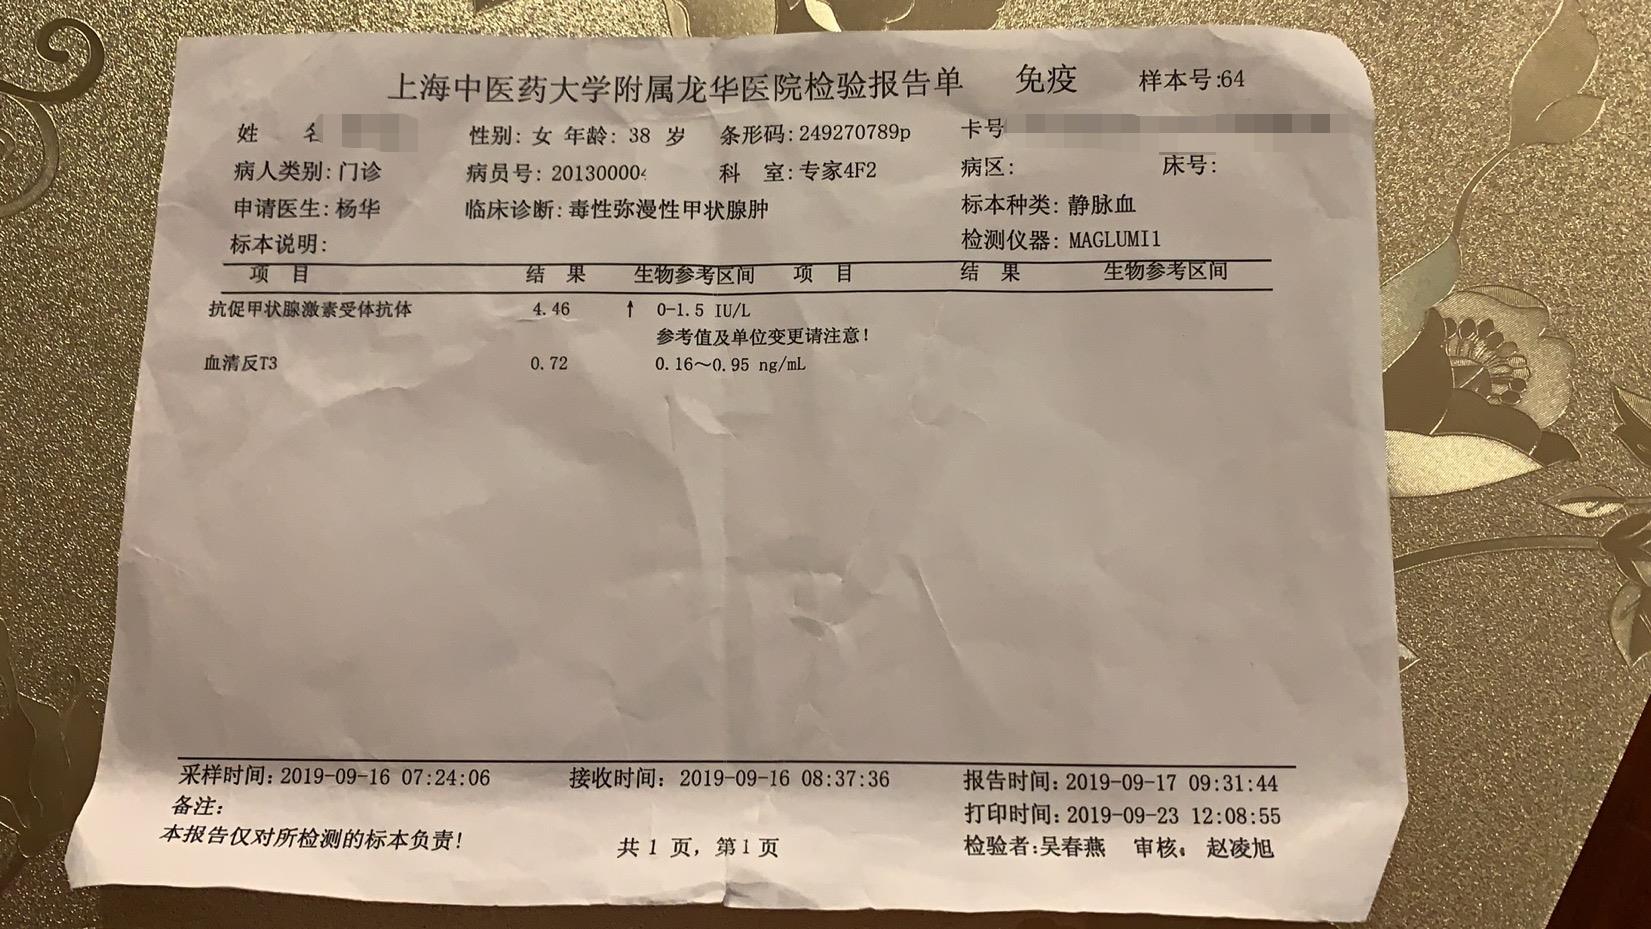 上海中医药大学附属龙华医院检验报告单 免疫 样本号:64
姓 名 性别: 女 年龄: 38 岁 条形码: 249270789p 卡号
病人类别: 门诊 病员号: 201300004 科 室: 专家4F2 病区: 床号:
申请医生: 杨华 临床诊断: 毒性弥漫性甲状腺肿 标本种类: 静脉血
标本说明: 检测仪器: MAGLUMI1
项 目 结 果 生物参考区间 项 目 结 果 生物参考区间
抗促甲状腺激素受体抗体 4.46 ↑ 0-1.5 IU/L
参考值及单位变更请注意!
血清反T3 0.72 0.16～0.95 ng/mL
采样时间: 2019-09-16 07:24:06 接收时间: 2019-09-16 08:37:36 报告时间: 2019-09-17 09:31:44
备注: 打印时间: 2019-09-23 12:08:55
本报告仅对所检测的标本负责! 共 1 页, 第1页 检验者:吴春燕 审核: 赵凌旭